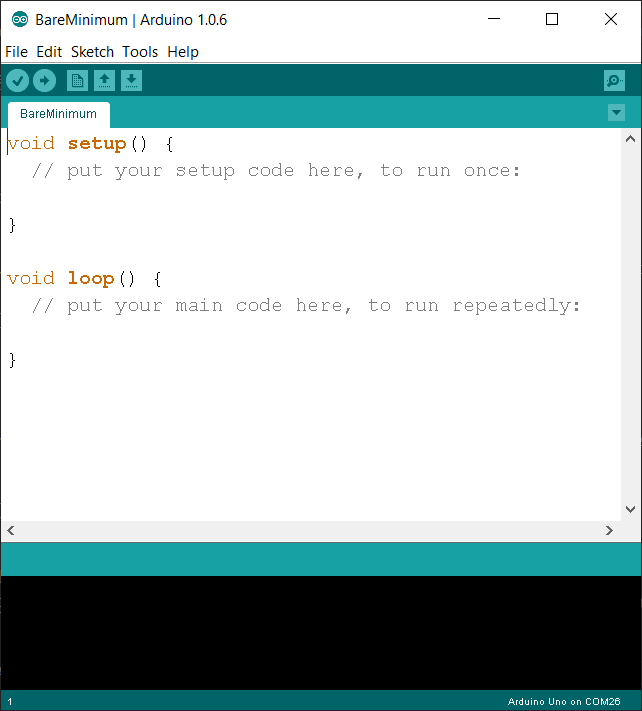 BareMinimum | Arduino 1.0.6
File Edit Sketch Tools Help
BareMinimum
void setup() {
  // put your setup code here, to run once:
}
void loop() {
  // put your main code here, to run repeatedly:
}
1
Arduino Uno on COM26